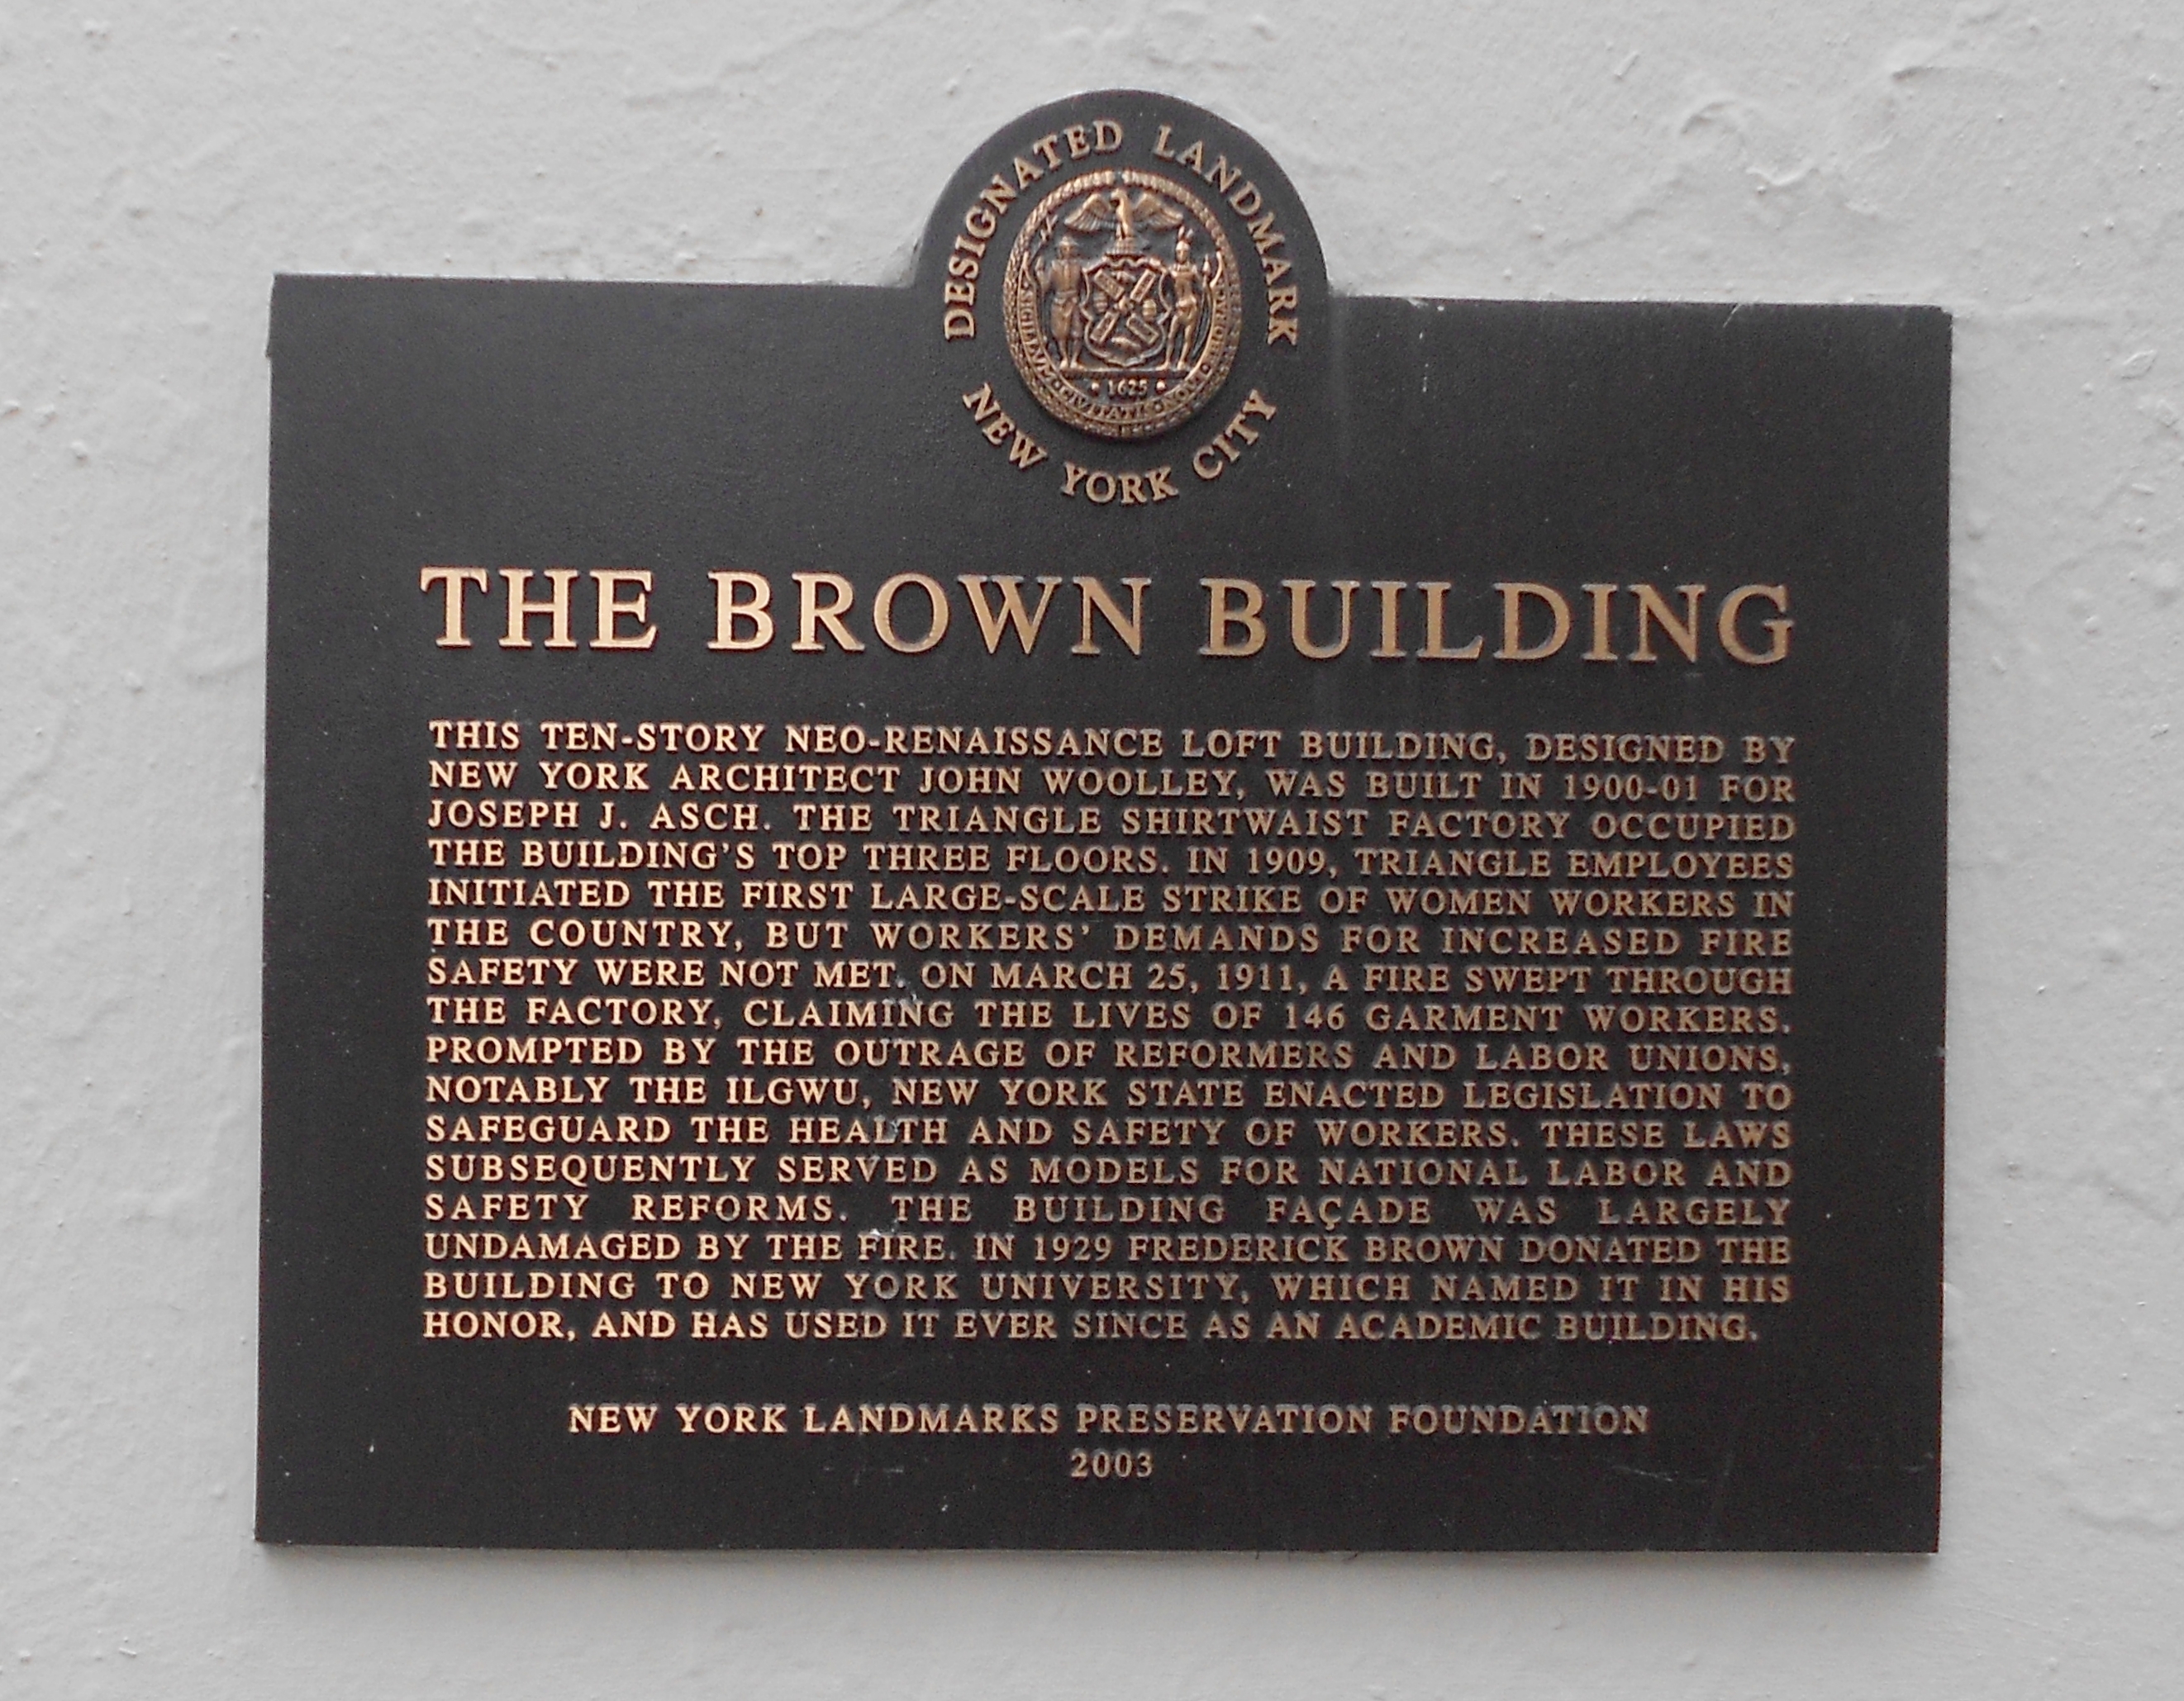 DESIGNATED LANDMARK
SIGILLVM · CIVITATIS · NOVI · EBORACI
1625
NEW YORK CITY
THE BROWN BUILDING
THIS TEN-STORY NEO-RENAISSANCE LOFT BUILDING, DESIGNED BY
NEW YORK ARCHITECT JOHN WOOLLEY, WAS BUILT IN 1900-01 FOR
JOSEPH J. ASCH. THE TRIANGLE SHIRTWAIST FACTORY OCCUPIED
THE BUILDING'S TOP THREE FLOORS. IN 1909, TRIANGLE EMPLOYEES
INITIATED THE FIRST LARGE-SCALE STRIKE OF WOMEN WORKERS IN
THE COUNTRY, BUT WORKERS' DEMANDS FOR INCREASED FIRE
SAFETY WERE NOT MET. ON MARCH 25, 1911, A FIRE SWEPT THROUGH
THE FACTORY, CLAIMING THE LIVES OF 146 GARMENT WORKERS.
PROMPTED BY THE OUTRAGE OF REFORMERS AND LABOR UNIONS,
NOTABLY THE ILGWU, NEW YORK STATE ENACTED LEGISLATION TO
SAFEGUARD THE HEALTH AND SAFETY OF WORKERS. THESE LAWS
SUBSEQUENTLY SERVED AS MODELS FOR NATIONAL LABOR AND
SAFETY REFORMS. THE BUILDING FAÇADE WAS LARGELY
UNDAMAGED BY THE FIRE. IN 1929 FREDERICK BROWN DONATED THE
BUILDING TO NEW YORK UNIVERSITY, WHICH NAMED IT IN HIS
HONOR, AND HAS USED IT EVER SINCE AS AN ACADEMIC BUILDING.
NEW YORK LANDMARKS PRESERVATION FOUNDATION
2003